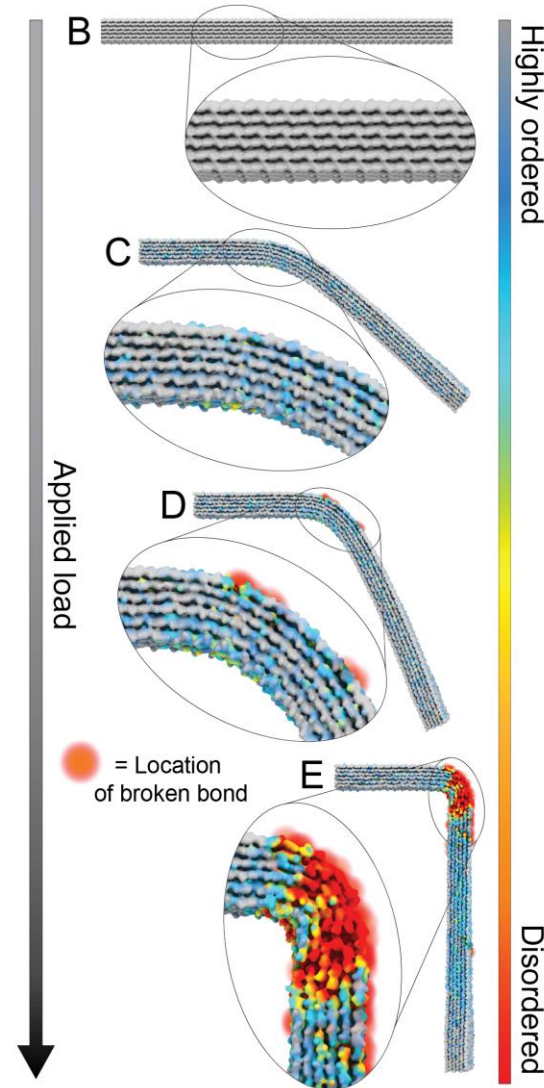 B
Highly ordered
C
Applied load
D
= Location
of broken bond
E
Disordered